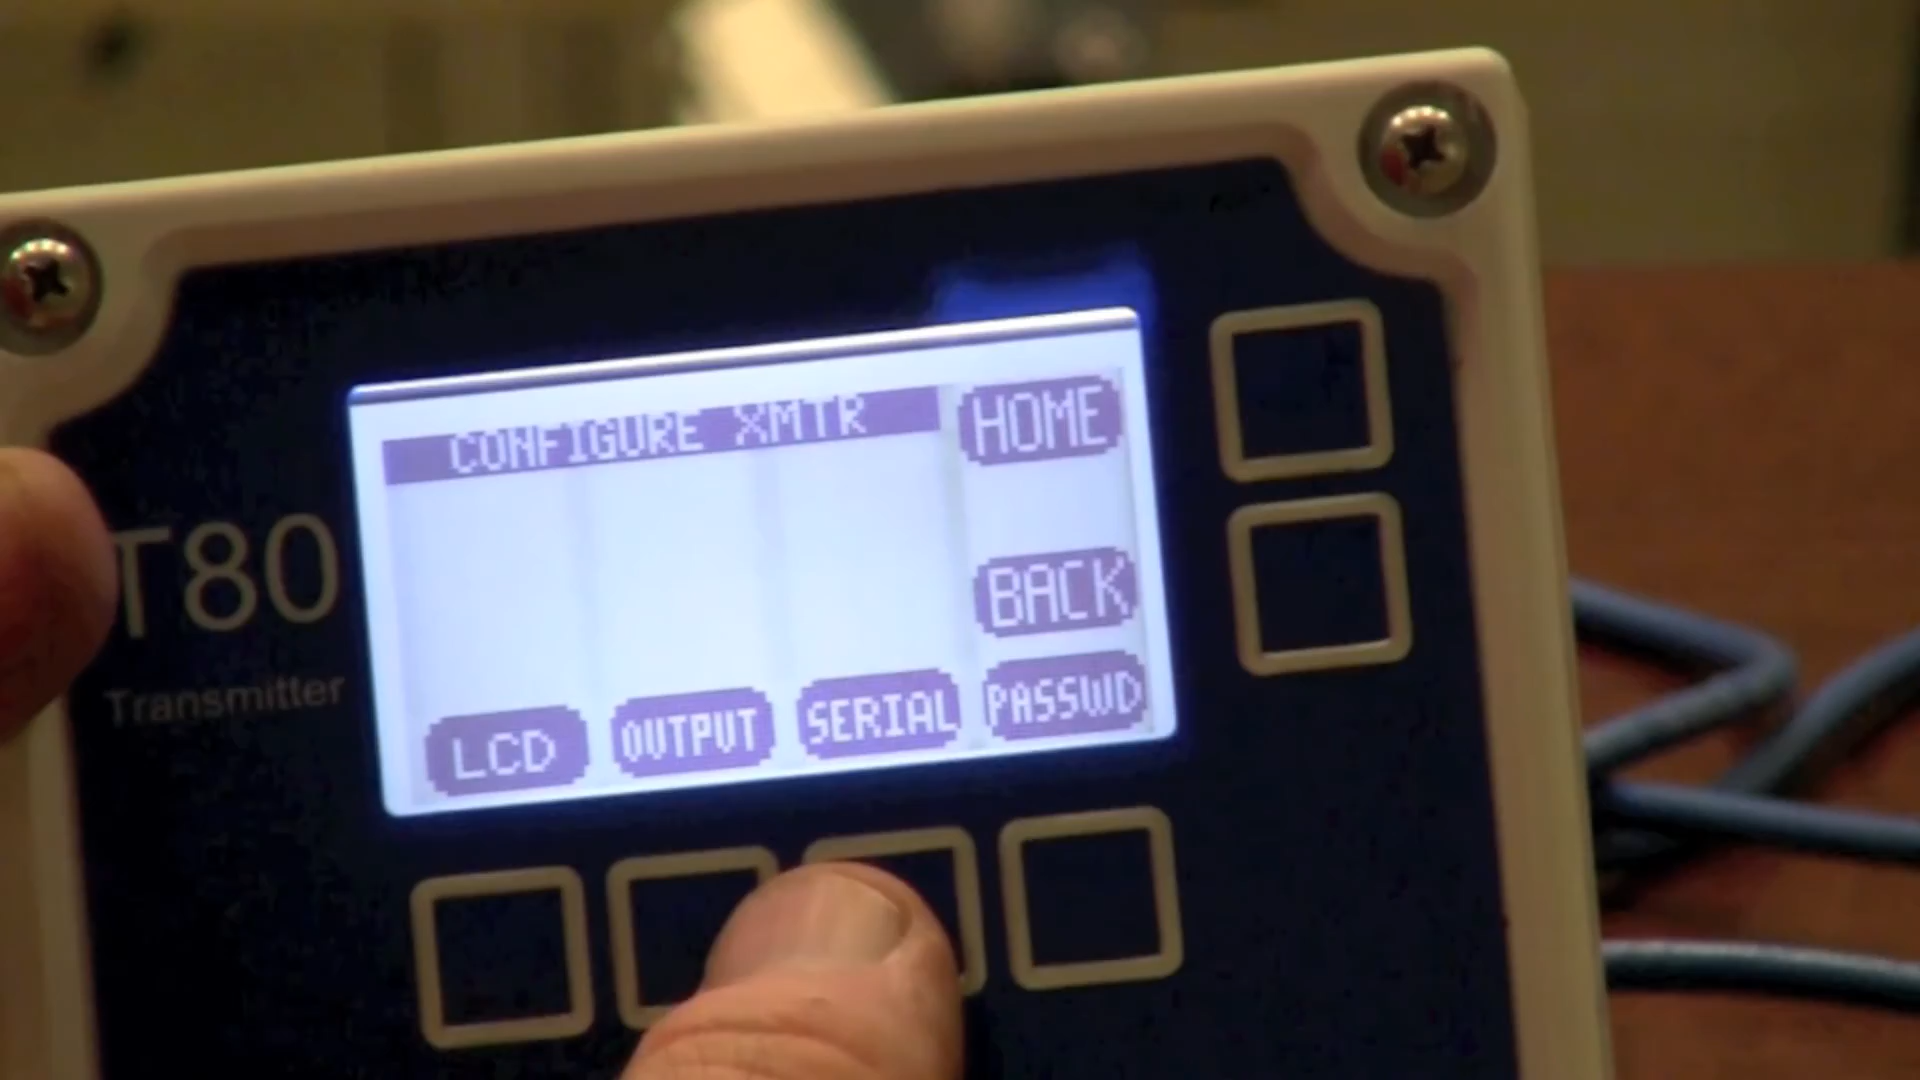 CONFIGURE XMTR
HOME
BACK
T80
Transmitter
LCD
OUTPUT
SERIAL
PASSWD